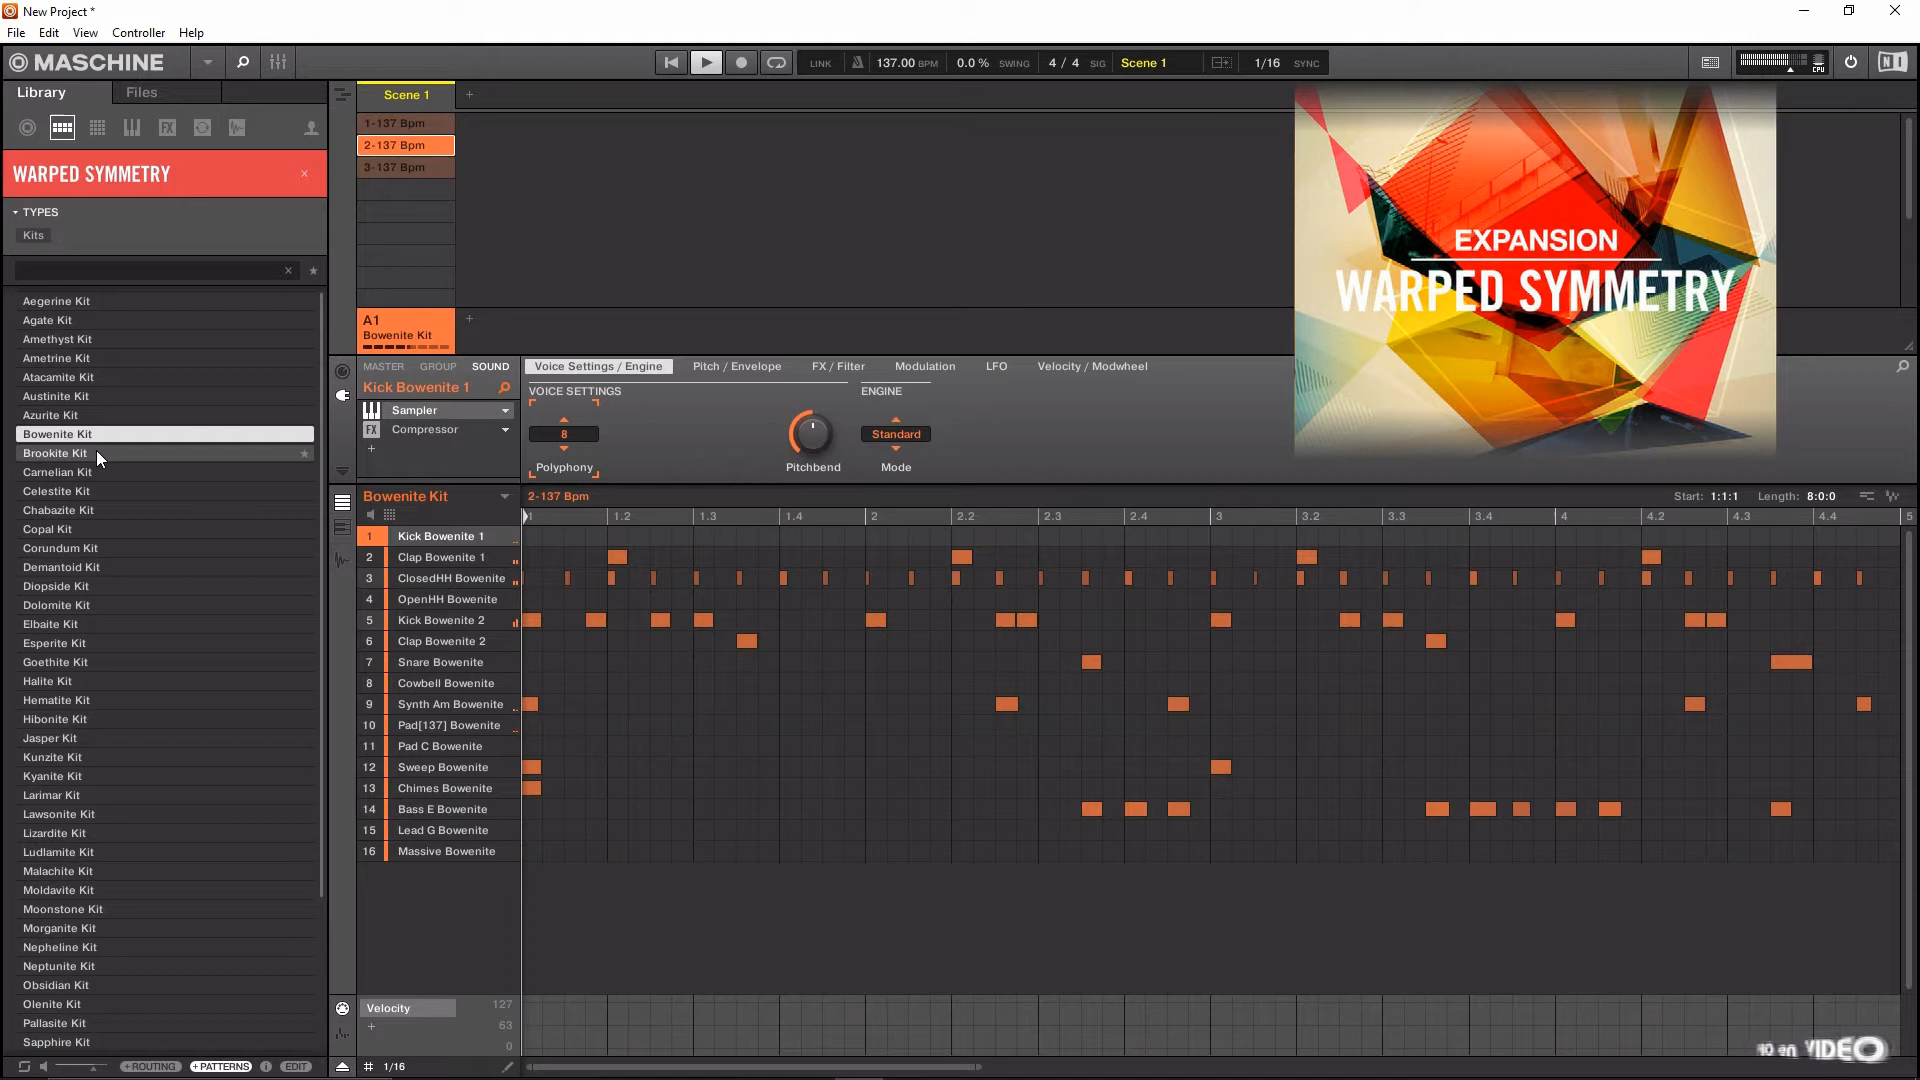 New Project *
File Edit View Controller Help
MASCHINE
LINK 137.00 BPM 0.0 % SWING 4 / 4 SIG Scene 1 1/16 SYNC
CPU
NI
Library Files
FX
WARPED SYMMETRY ×
TYPES
Kits
Aegerine Kit
Agate Kit
Amethyst Kit
Ametrine Kit
Atacamite Kit
Austinite Kit
Azurite Kit
Bowenite Kit
Brookite Kit
Carnelian Kit
Celestite Kit
Chabazite Kit
Copal Kit
Corundum Kit
Demantoid Kit
Diopside Kit
Dolomite Kit
Elbaite Kit
Esperite Kit
Goethite Kit
Halite Kit
Hematite Kit
Hibonite Kit
Jasper Kit
Kunzite Kit
Kyanite Kit
Larimar Kit
Lawsonite Kit
Lizardite Kit
Ludlamite Kit
Malachite Kit
Moldavite Kit
Moonstone Kit
Morganite Kit
Nepheline Kit
Neptunite Kit
Obsidian Kit
Olenite Kit
Pallasite Kit
Sapphire Kit
+ROUTING +PATTERNS i EDIT
Scene 1 +
1-137 Bpm
2-137 Bpm
3-137 Bpm
A1 +
Bowenite Kit
EXPANSION
WARPED SYMMETRY
MASTER GROUP SOUND
Kick Bowenite 1
Sampler
FX Compressor
+
Voice Settings / Engine Pitch / Envelope FX / Filter Modulation LFO Velocity / Modwheel
VOICE SETTINGS ENGINE
8 Standard
Polyphony Pitchbend Mode
Bowenite Kit
2-137 Bpm Start: 1:1:1 Length: 8:0:0
1 1.2 1.3 1.4 2 2.2 2.3 2.4 3 3.2 3.3 3.4 4 4.2 4.3 4.4 5
1 Kick Bowenite 1
2 Clap Bowenite 1
3 ClosedHH Bowenite
4 OpenHH Bowenite
5 Kick Bowenite 2
6 Clap Bowenite 2
7 Snare Bowenite
8 Cowbell Bowenite
9 Synth Am Bowenite
10 Pad[137] Bowenite
11 Pad C Bowenite
12 Sweep Bowenite
13 Chimes Bowenite
14 Bass E Bowenite
15 Lead G Bowenite
16 Massive Bowenite
Velocity 127
+ 63
0
# 1/16
en VIDEO